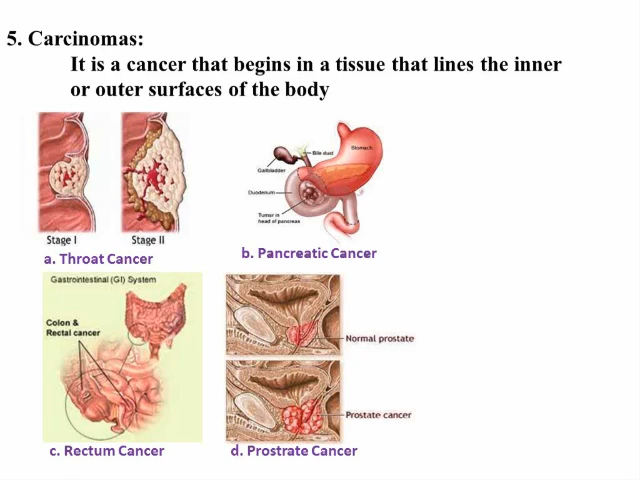 5. Carcinomas:
It is a cancer that begins in a tissue that lines the inner
or outer surfaces of the body
Stage I
Stage II
a. Throat Cancer
Stomach
Bile duct
Gallbladder
Duodenum
Tumor in
head of pancreas
b. Pancreatic Cancer
Gastrointestinal (GI) System
Colon &
Rectal cancer
c. Rectum Cancer
Normal prostate
Prostate cancer
d. Prostrate Cancer